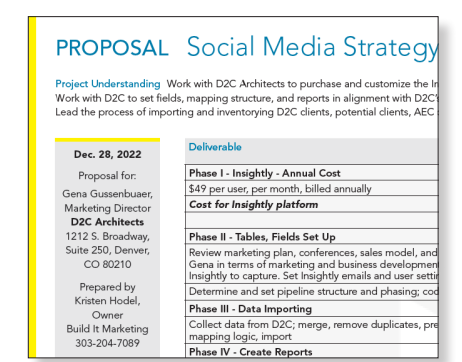 PROPOSAL Social Media Strategy
Project Understanding Work with D2C Architects to purchase and customize the In
Work with D2C to set fields, mapping structure, and reports in alignment with D2C's
Lead the process of importing and inventorying D2C clients, potential clients, AEC
Dec. 28, 2022
Proposal for:
Gena Gussenbuaer,
Marketing Director
D2C Architects
1212 S. Broadway,
Suite 250, Denver,
CO 80210
Prepared by
Kristen Hodel,
Owner
Build It Marketing
303-204-7089
Deliverable
Phase I - Insightly - Annual Cost
$49 per user, per month, billed annually
Cost for Insightly platform
Phase II - Tables, Fields Set Up
Review marketing plan, conferences, sales model, and
Gena in terms of marketing and business developmen
Insightly to capture. Set Insightly emails and user settin
Determine and set pipeline structure and phasing; cod
Phase III - Data Importing
Collect data from D2C; merge, remove duplicates, pre
mapping logic, import
Phase IV - Create Reports